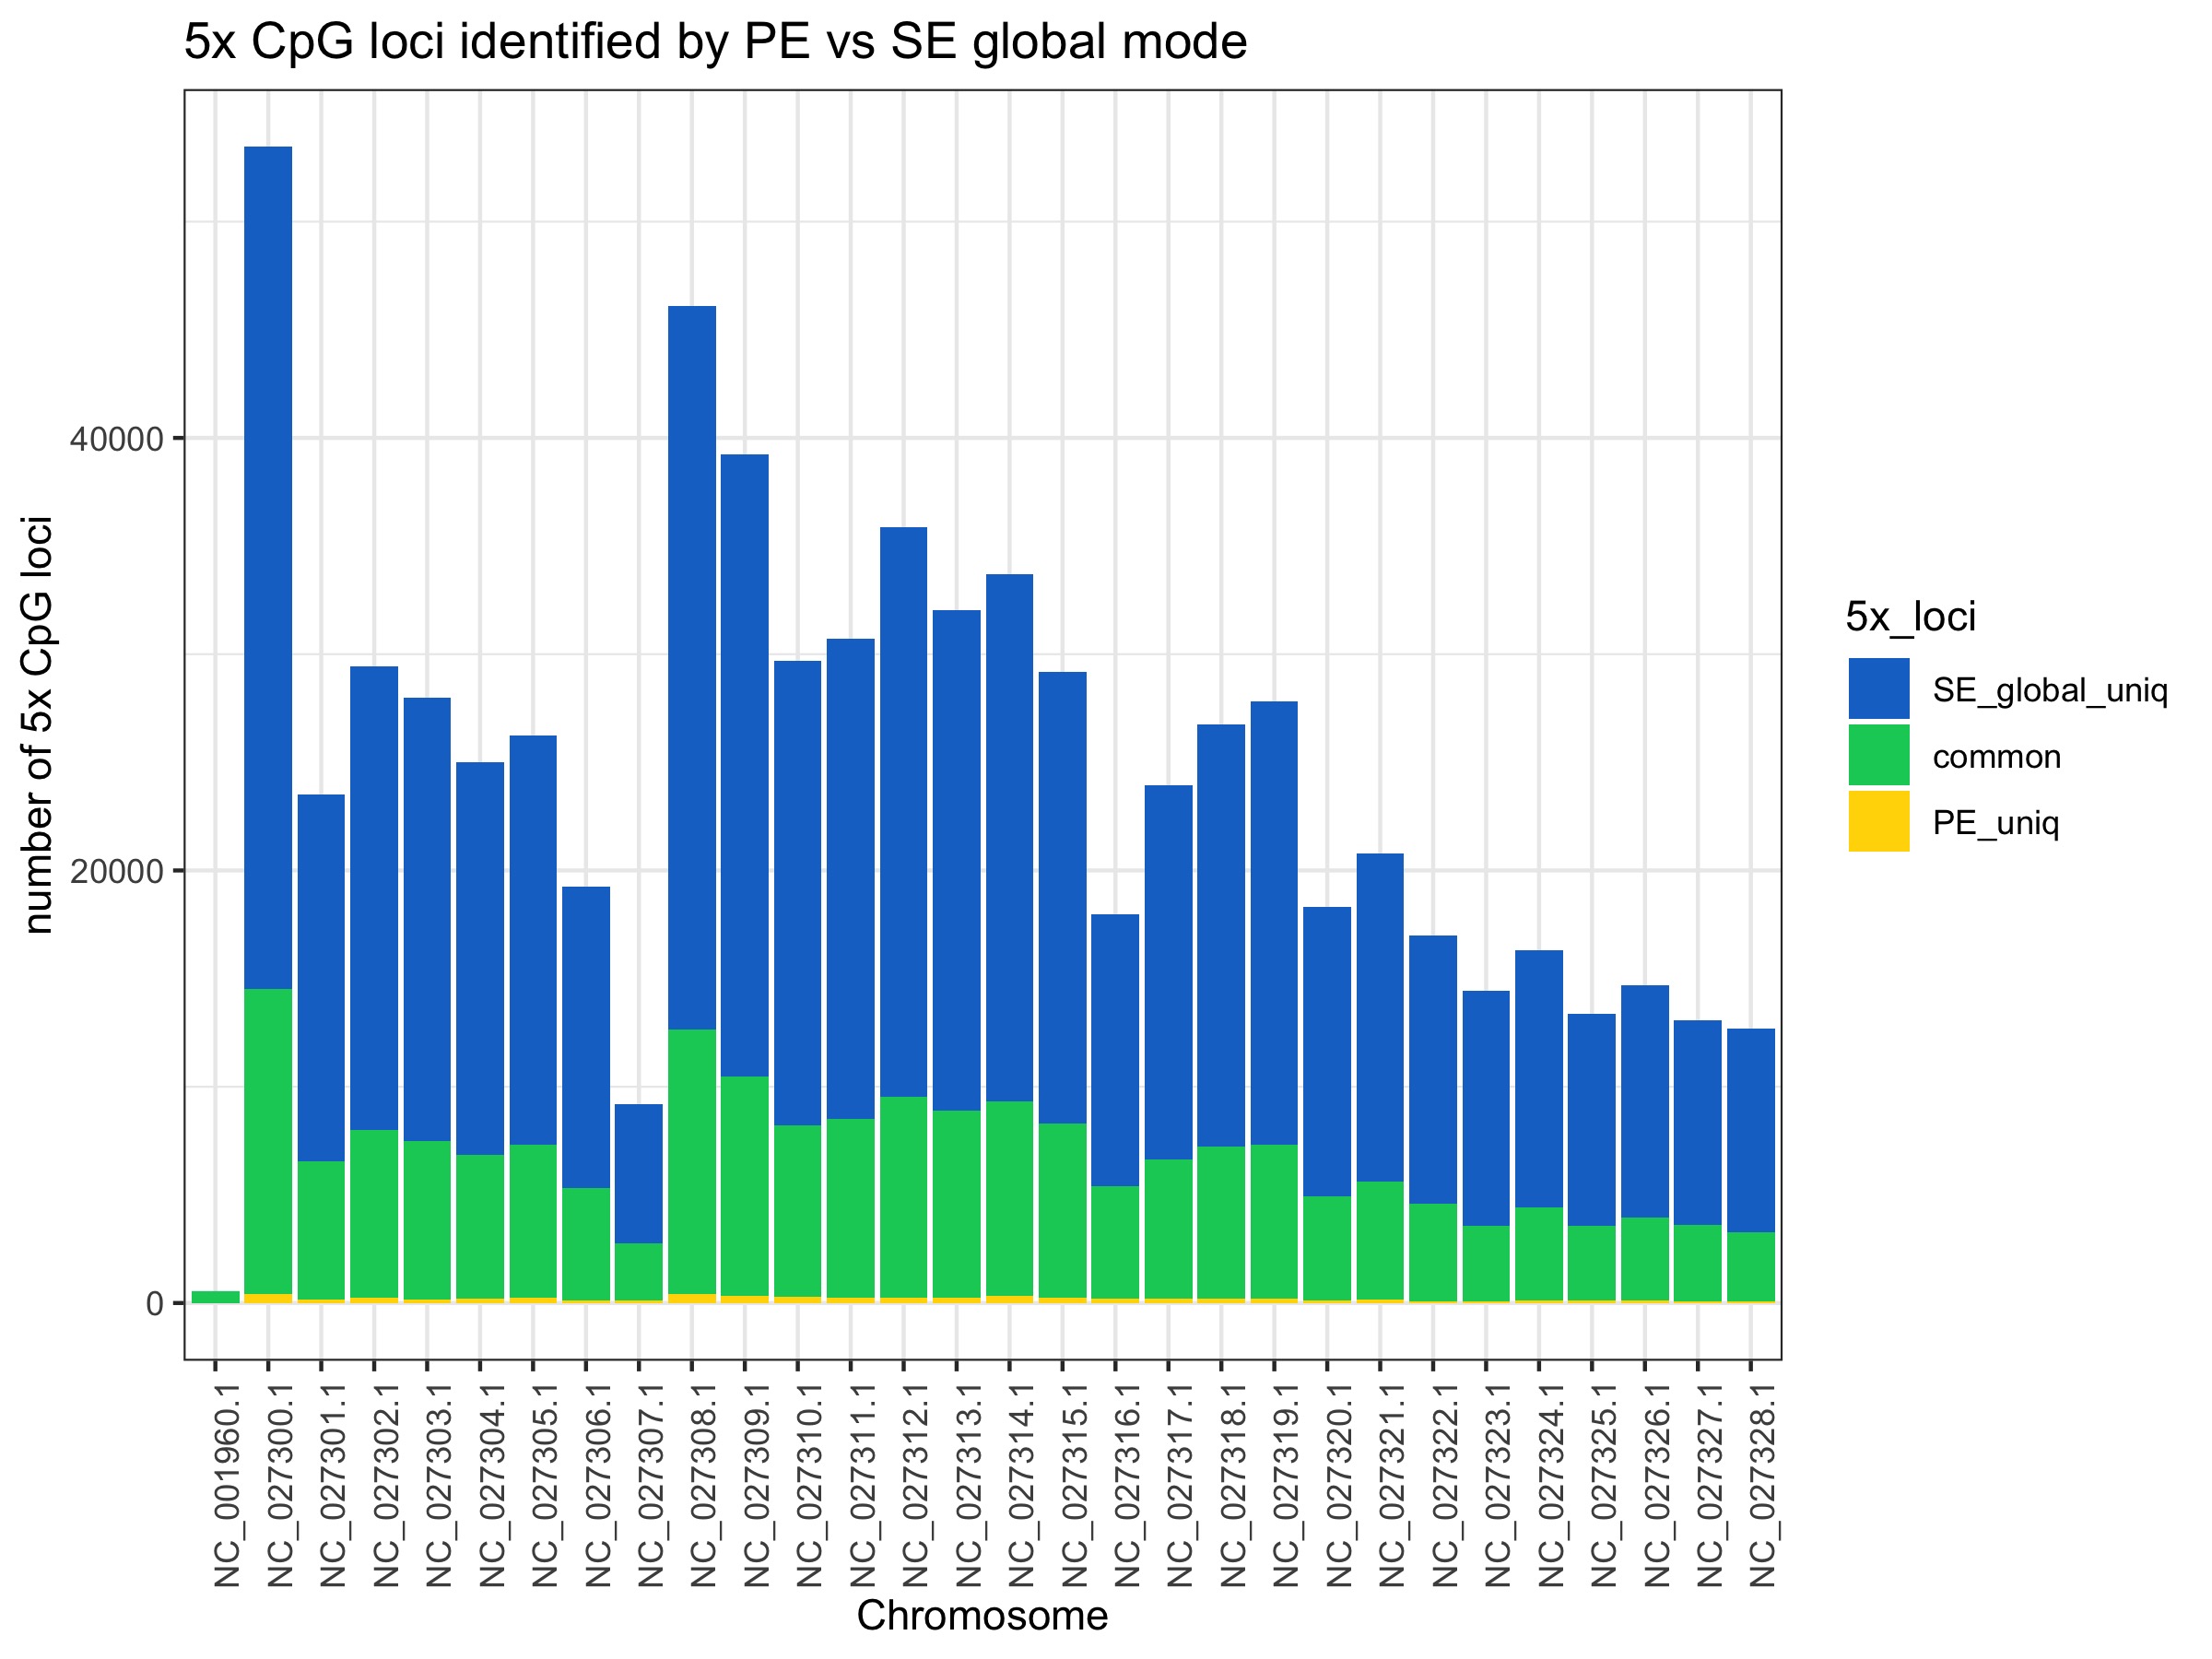 5x CpG loci identified by PE vs SE global mode
number of 5x CpG loci
40000
20000
0
NC_001960.1
NC_027300.1
NC_027301.1
NC_027302.1
NC_027303.1
NC_027304.1
NC_027305.1
NC_027306.1
NC_027307.1
NC_027308.1
NC_027309.1
NC_027310.1
NC_027311.1
NC_027312.1
NC_027313.1
NC_027314.1
NC_027315.1
NC_027316.1
NC_027317.1
NC_027318.1
NC_027319.1
NC_027320.1
NC_027321.1
NC_027322.1
NC_027323.1
NC_027324.1
NC_027325.1
NC_027326.1
NC_027327.1
NC_027328.1
Chromosome
5x_loci
SE_global_uniq
common
PE_uniq